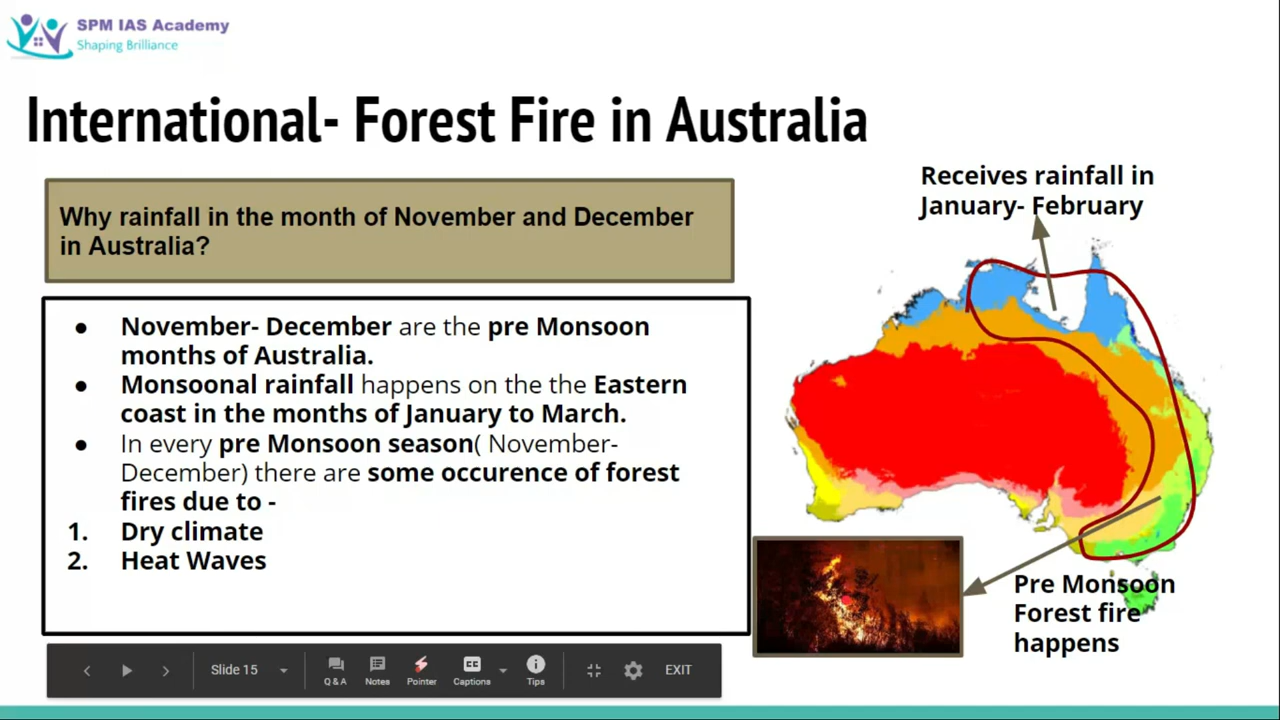 SPM IAS Academy
Shaping Brilliance
International- Forest Fire in Australia
Why rainfall in the month of November and December
in Australia?
● November- December are the pre Monsoon
months of Australia.
● Monsoonal rainfall happens on the the Eastern
coast in the months of January to March.
● In every pre Monsoon season( November-
December) there are some occurence of forest
fires due to -
1. Dry climate
2. Heat Waves
Receives rainfall in
January- February
Pre Monsoon
Forest fire
happens
Slide 15
Q & A
Notes
Pointer
CC
Captions
Tips
EXIT